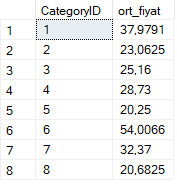 CategoryID ort_fiyat
1 1 37,9791
2 2 23,0625
3 3 25,16
4 4 28,73
5 5 20,25
6 6 54,0066
7 7 32,37
8 8 20,6825